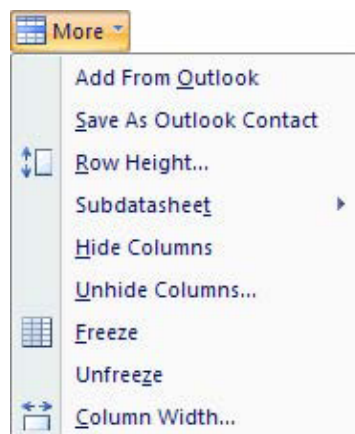 More
Add From Outlook
Save As Outlook Contact
Row Height...
Subdatasheet
Hide Columns
Unhide Columns...
Freeze
Unfreeze
Column Width...